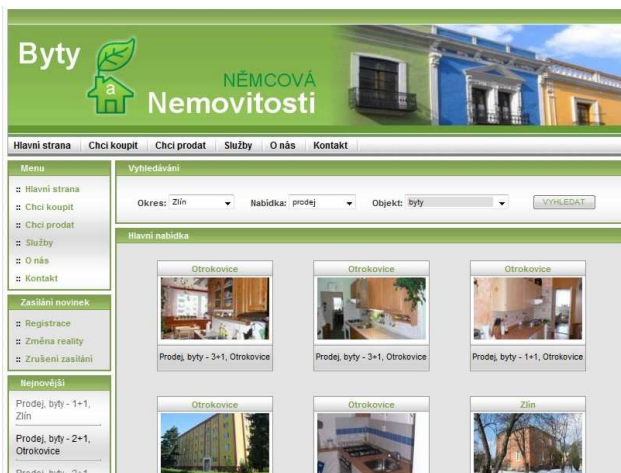 Byty
a
NĚMCOVÁ
Nemovitosti
Hlavní strana Chci koupit Chci prodat Služby O nás Kontakt
Menu
:: Hlavní strana
:: Chci koupit
:: Chci prodat
:: Služby
:: O nás
:: Kontakt
Zasílání novinek
:: Registrace
:: Změna reality
:: Zrušení zasílání
Nejnovější
Prodej, byty - 1+1,
Zlín
Prodej, byty - 2+1,
Otrokovice
Vyhledávání
Okres: Zlín Nabídka: prodej Objekt: byty VYHLEDAT
Hlavní nabídka
Otrokovice Otrokovice Otrokovice
Prodej, byty - 3+1, Otrokovice Prodej, byty - 3+1, Otrokovice Prodej, byty - 1+1, Otrokovice
Otrokovice Otrokovice Zlín